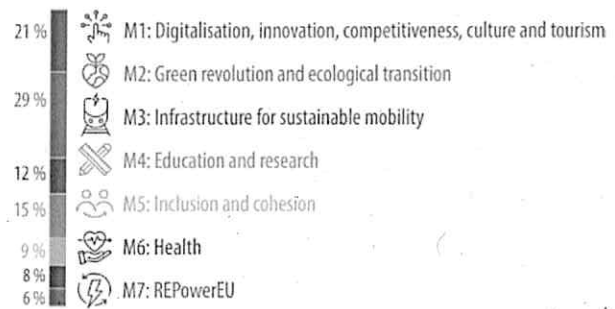 21 % M1: Digitalisation, innovation, competitiveness, culture and tourism
M2: Green revolution and ecological transition
29 %
M3: Infrastructure for sustainable mobility
M4: Education and research
12 %
15 % M5: Inclusion and cohesion
9 % M6: Health
8 %
M7: REPowerEU
6 %